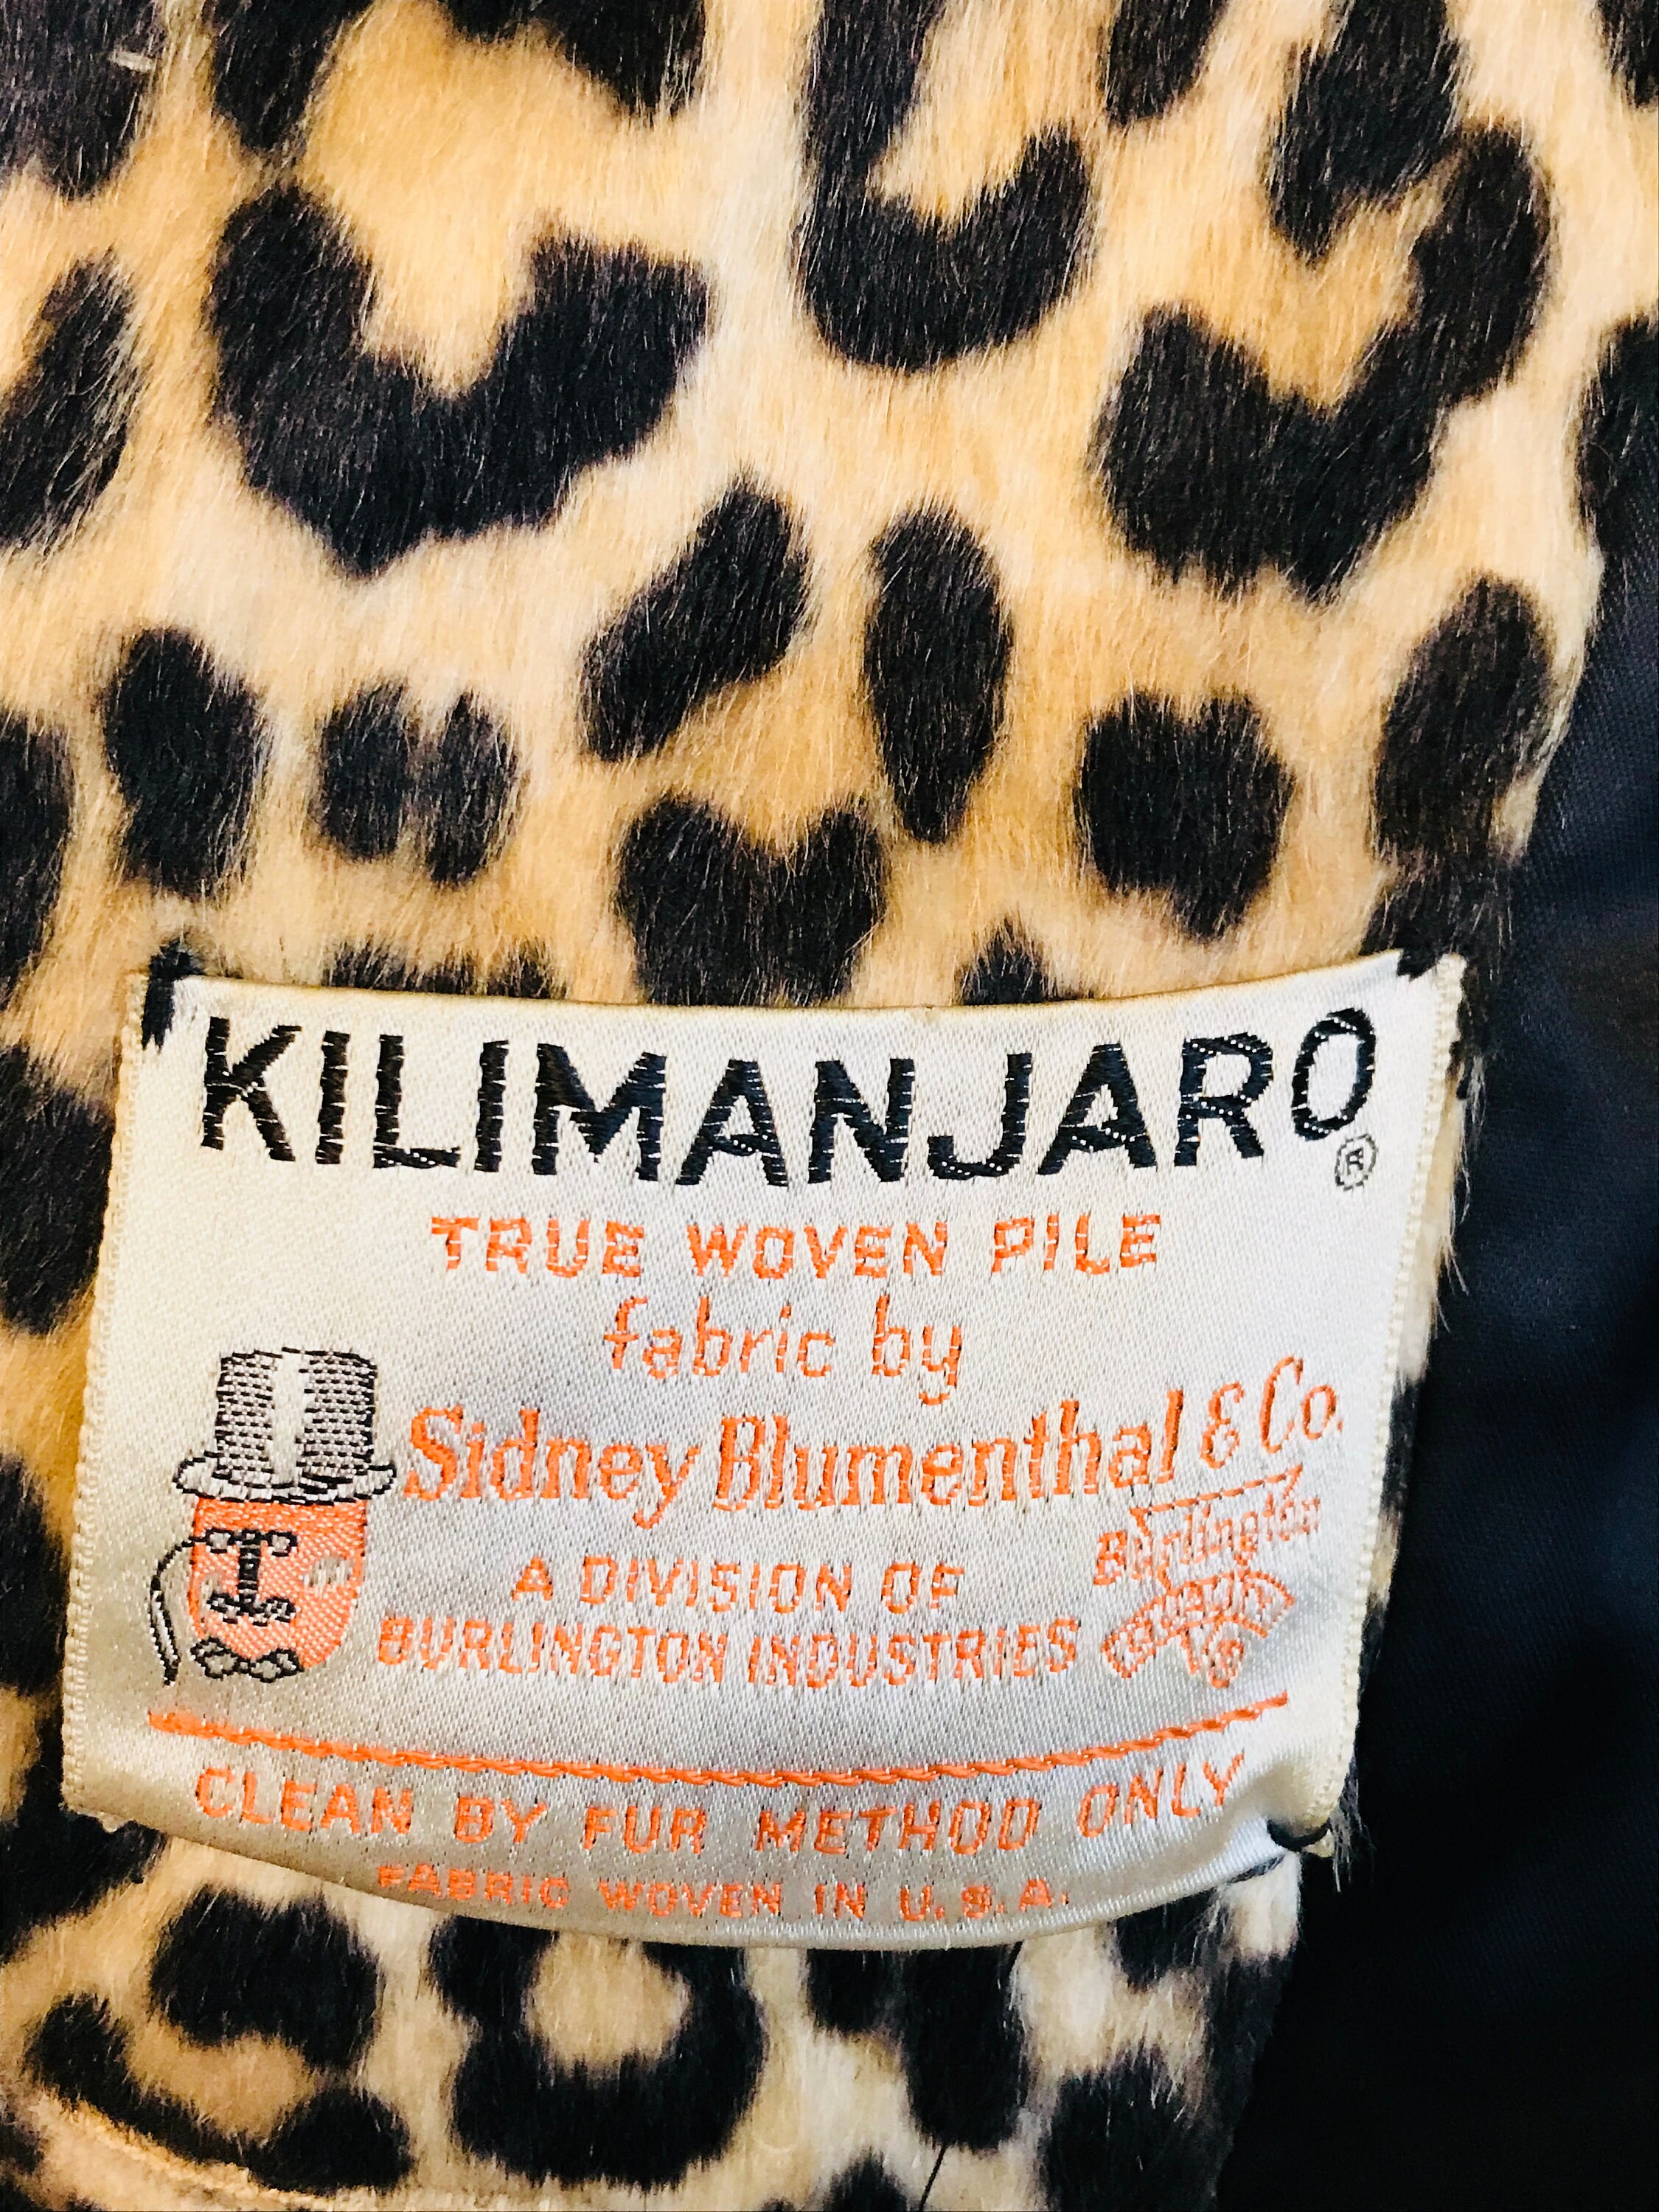 KILIMANJARO®
TRUE WOVEN PILE
fabric by
Sidney Blumenthal & Co.
A DIVISION OF
BURLINGTON INDUSTRIES
Burlington
CLEAN BY FUR METHOD ONLY
FABRIC WOVEN IN U.S.A.